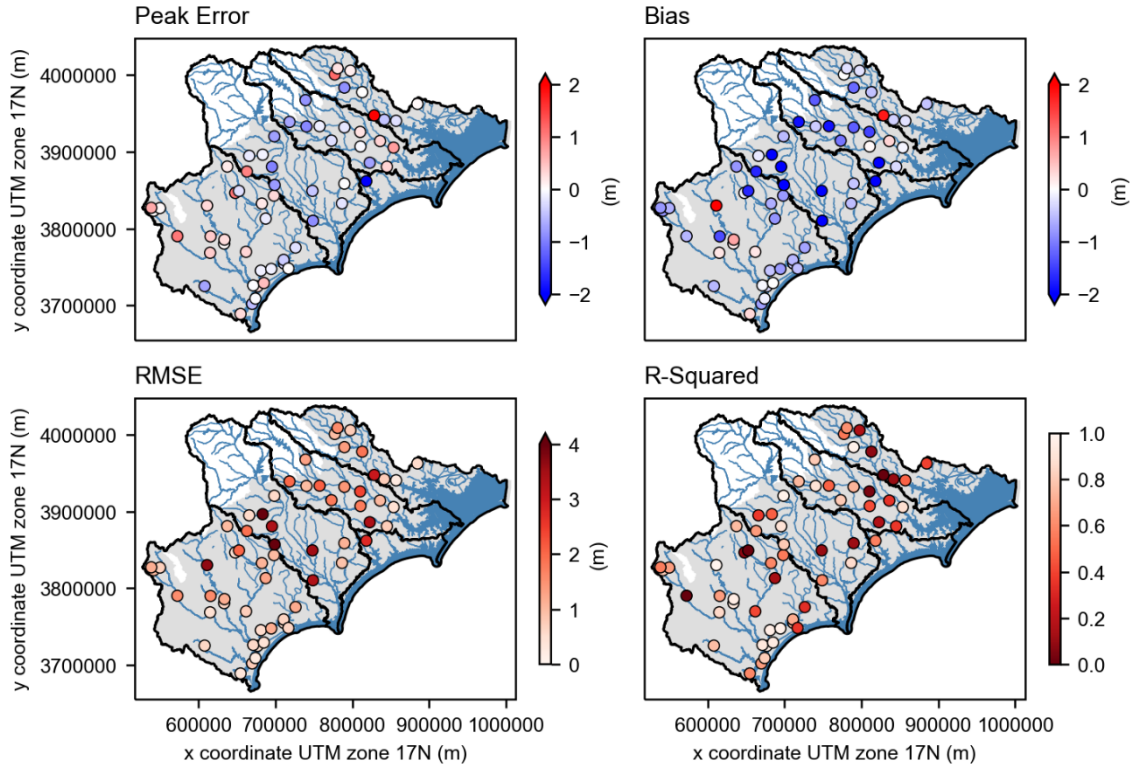 Peak Error
Bias
y coordinate UTM zone 17N (m)
4000000
3900000
3800000
3700000
2
1
0
−1
−2
(m)
2
1
0
−1
−2
(m)
RMSE
R-Squared
y coordinate UTM zone 17N (m)
4000000
3900000
3800000
3700000
4
3
2
1
0
(m)
1.0
0.8
0.6
0.4
0.2
0.0
600000 700000 800000 900000 1000000
600000 700000 800000 900000 1000000
x coordinate UTM zone 17N (m)
x coordinate UTM zone 17N (m)